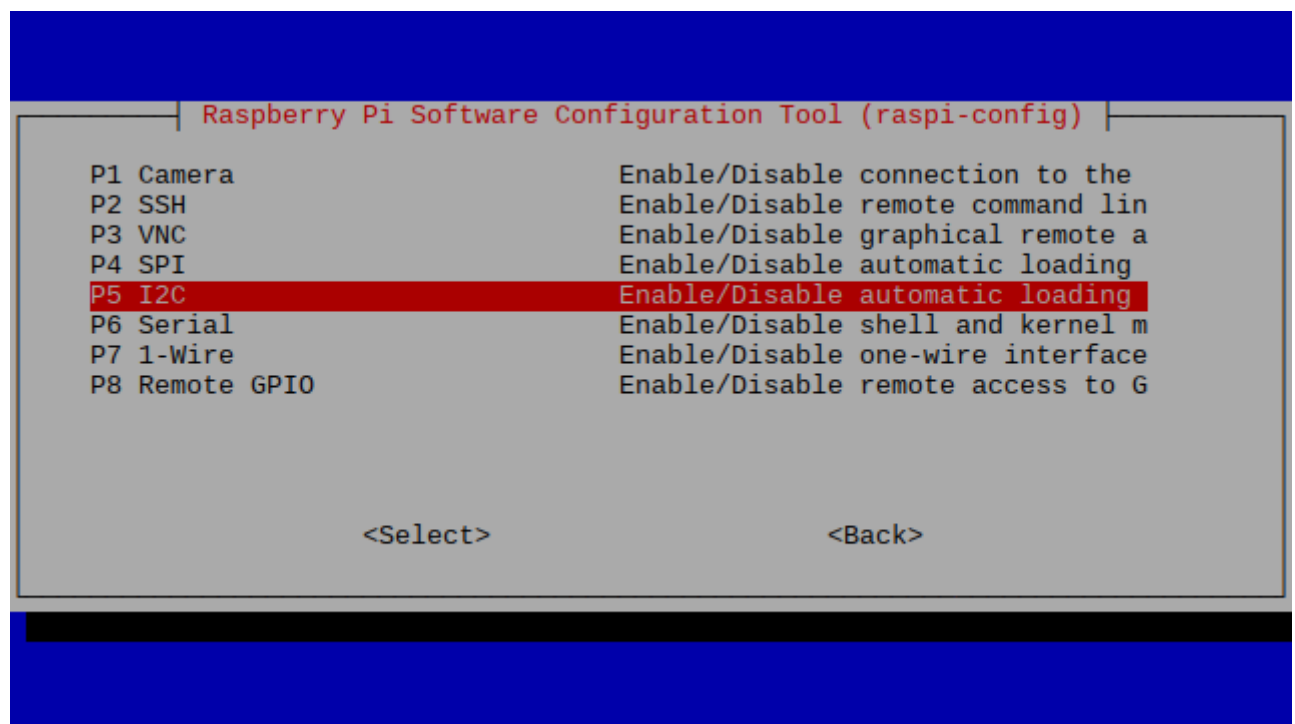 Raspberry Pi Software Configuration Tool (raspi-config)
P1 Camera Enable/Disable connection to the
P2 SSH Enable/Disable remote command lin
P3 VNC Enable/Disable graphical remote a
P4 SPI Enable/Disable automatic loading
P5 I2C Enable/Disable automatic loading
P6 Serial Enable/Disable shell and kernel m
P7 1-Wire Enable/Disable one-wire interface
P8 Remote GPIO Enable/Disable remote access to G
<Select> <Back>